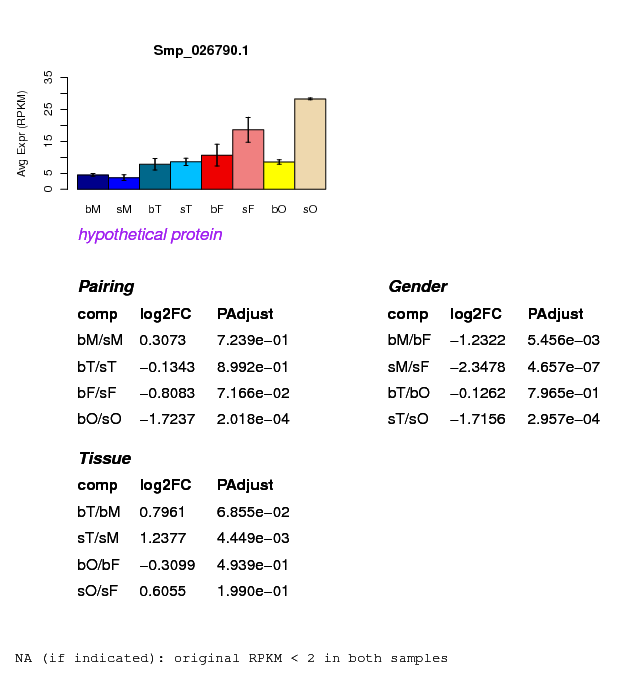 Smp_026790.1
Avg Expr (RPKM)
0 5 15 25 35
bM sM bT sT bF sF bO sO
hypothetical protein
Pairing
comp log2FC PAdjust
bM/sM 0.3073 7.239e−01
bT/sT −0.1343 8.992e−01
bF/sF −0.8083 7.166e−02
bO/sO −1.7237 2.018e−04
Gender
comp log2FC PAdjust
bM/bF −1.2322 5.456e−03
sM/sF −2.3478 4.657e−07
bT/bO −0.1262 7.965e−01
sT/sO −1.7156 2.957e−04
Tissue
comp log2FC PAdjust
bT/bM 0.7961 6.855e−02
sT/sM 1.2377 4.449e−03
bO/bF −0.3099 4.939e−01
sO/sF 0.6055 1.990e−01
NA (if indicated): original RPKM < 2 in both samples